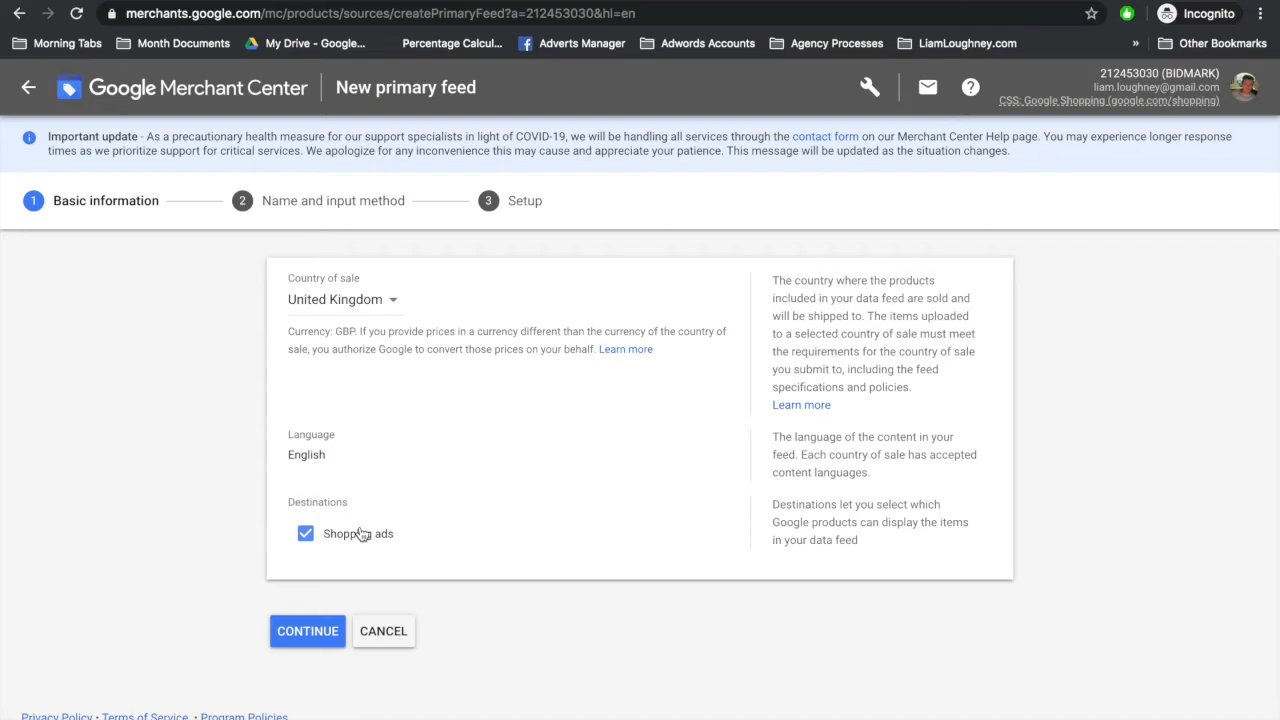 merchants.google.com/mc/products/sources/createPrimaryFeed?a=212453030&hl=en
Incognito
Morning Tabs
Month Documents
My Drive - Google...
Percentage Calcul...
Adverts Manager
Adwords Accounts
Agency Processes
LiamLoughney.com
»
Other Bookmarks
Google Merchant Center
New primary feed
212453030 (BIDMARK)
liam.loughney@gmail.com
CSS: Google Shopping (google.com/shopping)
Important update - As a precautionary health measure for our support specialists in light of COVID-19, we will be handling all services through the contact form on our Merchant Center Help page. You may experience longer response
times as we prioritize support for critical services. We apologize for any inconvenience this may cause and appreciate your patience. This message will be updated as the situation changes.
1 Basic information
2 Name and input method
3 Setup
Country of sale
United Kingdom
Currency: GBP. If you provide prices in a currency different than the currency of the country of
sale, you authorize Google to convert those prices on your behalf. Learn more
The country where the products
included in your data feed are sold and
will be shipped to. The items uploaded
to a selected country of sale must meet
the requirements for the country of sale
you submit to, including the feed
specifications and policies.
Learn more
Language
English
The language of the content in your
feed. Each country of sale has accepted
content languages.
Destinations
Shopping ads
Destinations let you select which
Google products can display the items
in your data feed
CONTINUE
CANCEL
Privacy Policy • Terms of Service • Program Policies